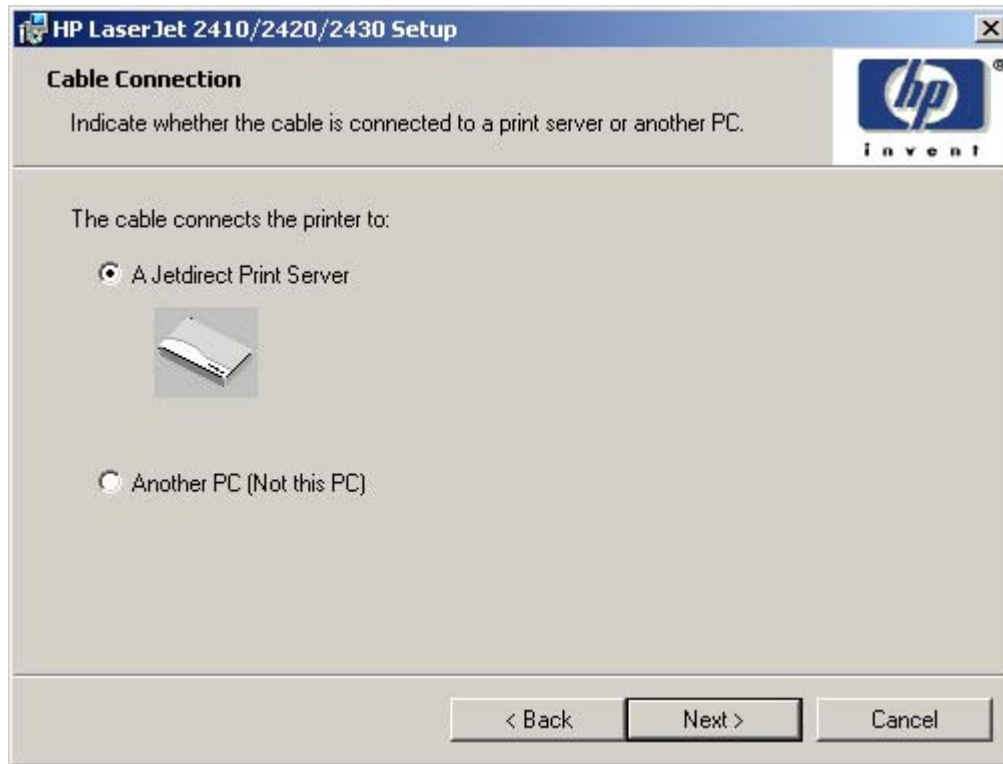 HP LaserJet 2410/2420/2430 Setup
Cable Connection
Indicate whether the cable is connected to a print server or another PC.
hp
®
invent
The cable connects the printer to:
A Jetdirect Print Server
Another PC (Not this PC)
< Back
Next >
Cancel